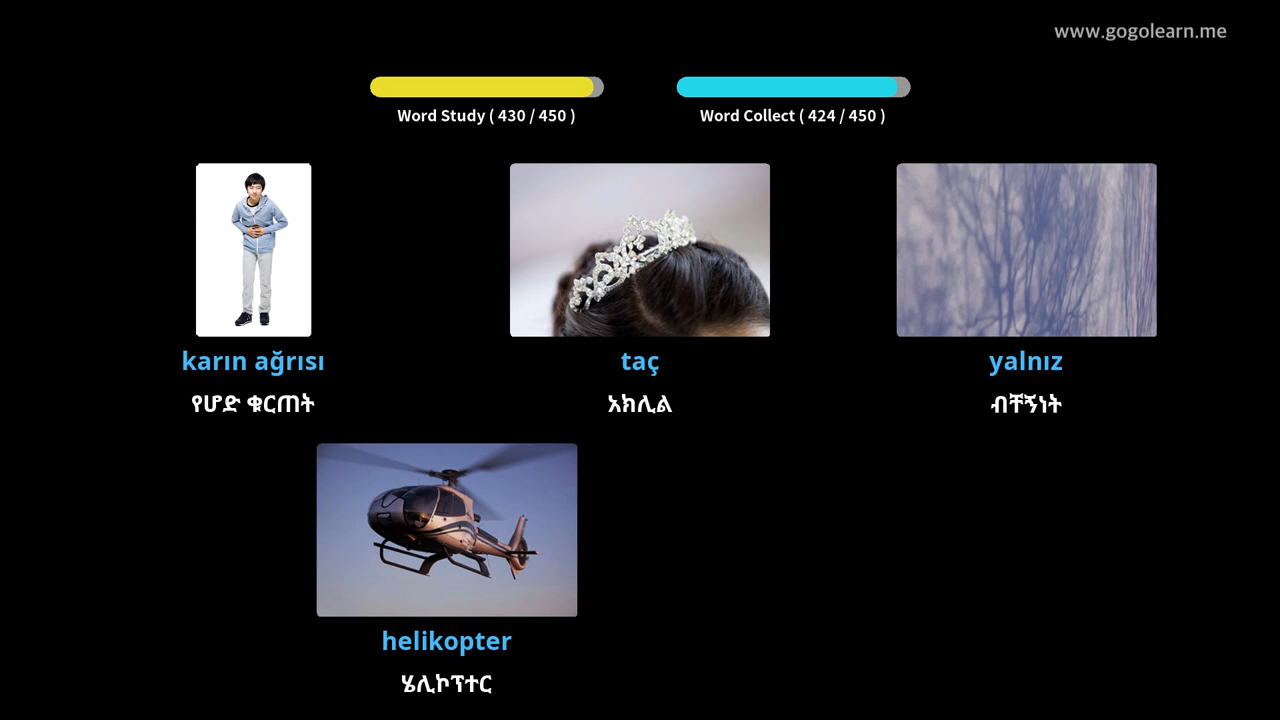 www.gogolearn.me
Word Study ( 430 / 450 )
Word Collect ( 424 / 450 )
karın ağrısı
የሆድ ቁርጠት
taç
አክሊል
yalnız
ብቸኝነት
helikopter
ሄሊኮፕተር